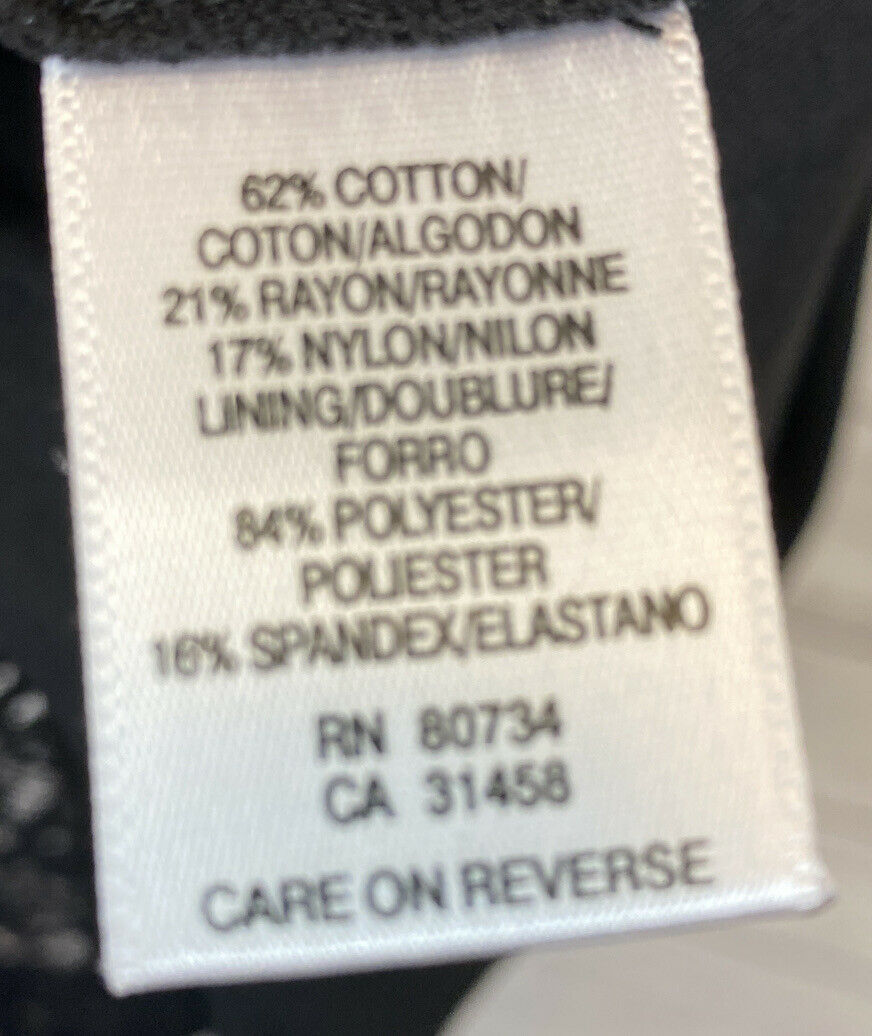 62% COTTON/
COTON/ALGODON
21% RAYON/RAYONNE
17% NYLON/NILON
LINING/DOUBLURE/
FORRO
84% POLYESTER/
POLIESTER
16% SPANDEX/ELASTANO
RN 80734
CA 31458
CARE ON REVERSE